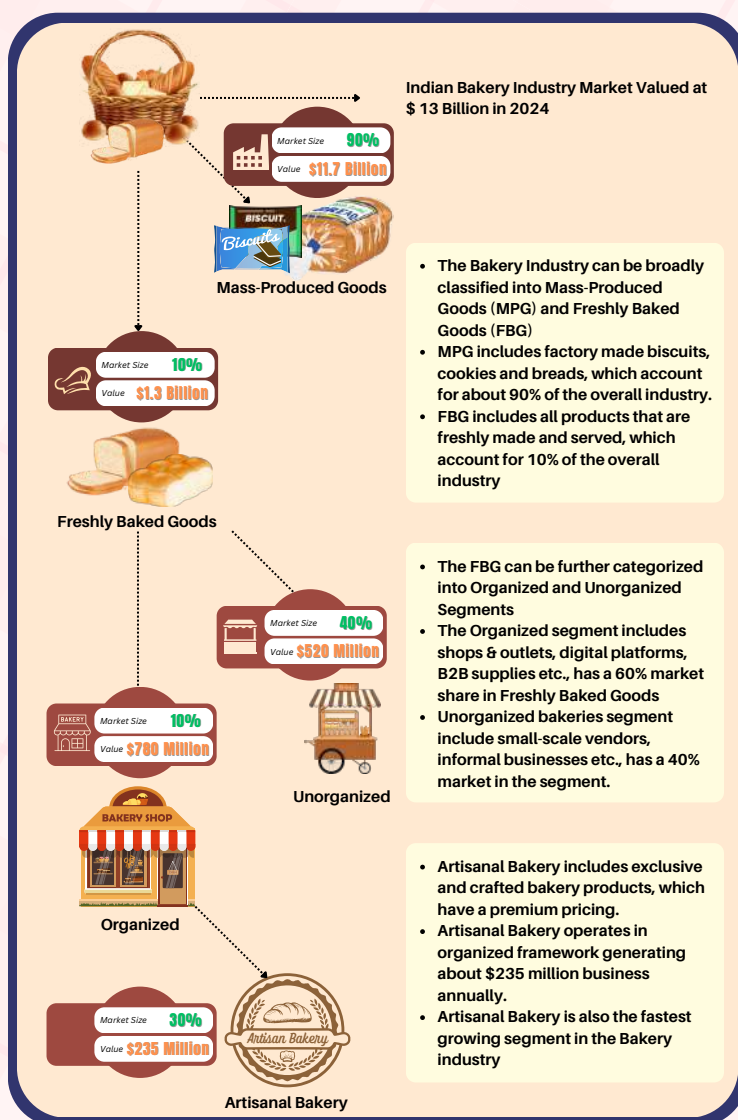 Indian Bakery Industry Market Valued at
$ 13 Billion in 2024
Market Size 90%
Value $11.7 Billion
BISCUIT.
Biscuits
BREAD
Mass-Produced Goods
• The Bakery Industry can be broadly
classified into Mass-Produced
Goods (MPG) and Freshly Baked
Goods (FBG)
• MPG includes factory made biscuits,
cookies and breads, which account
for about 90% of the overall industry.
• FBG includes all products that are
freshly made and served, which
account for 10% of the overall
industry
Market Size 10%
Value $1.3 Billion
Freshly Baked Goods
• The FBG can be further categorized
into Organized and Unorganized
Segments
• The Organized segment includes
shops & outlets, digital platforms,
B2B supplies etc., has a 60% market
share in Freshly Baked Goods
• Unorganized bakeries segment
include small-scale vendors,
informal businesses etc., has a 40%
market in the segment.
Market Size 40%
Value $520 Million
Unorganized
BAKERY
Market Size 10%
Value $780 Million
BAKERY SHOP
Organized
• Artisanal Bakery includes exclusive
and crafted bakery products, which
have a premium pricing.
• Artisanal Bakery operates in
organized framework generating
about $235 million business
annually.
• Artisanal Bakery is also the fastest
growing segment in the Bakery
industry
Market Size 30%
Value $235 Million
Artisan Bakery
Artisanal Bakery